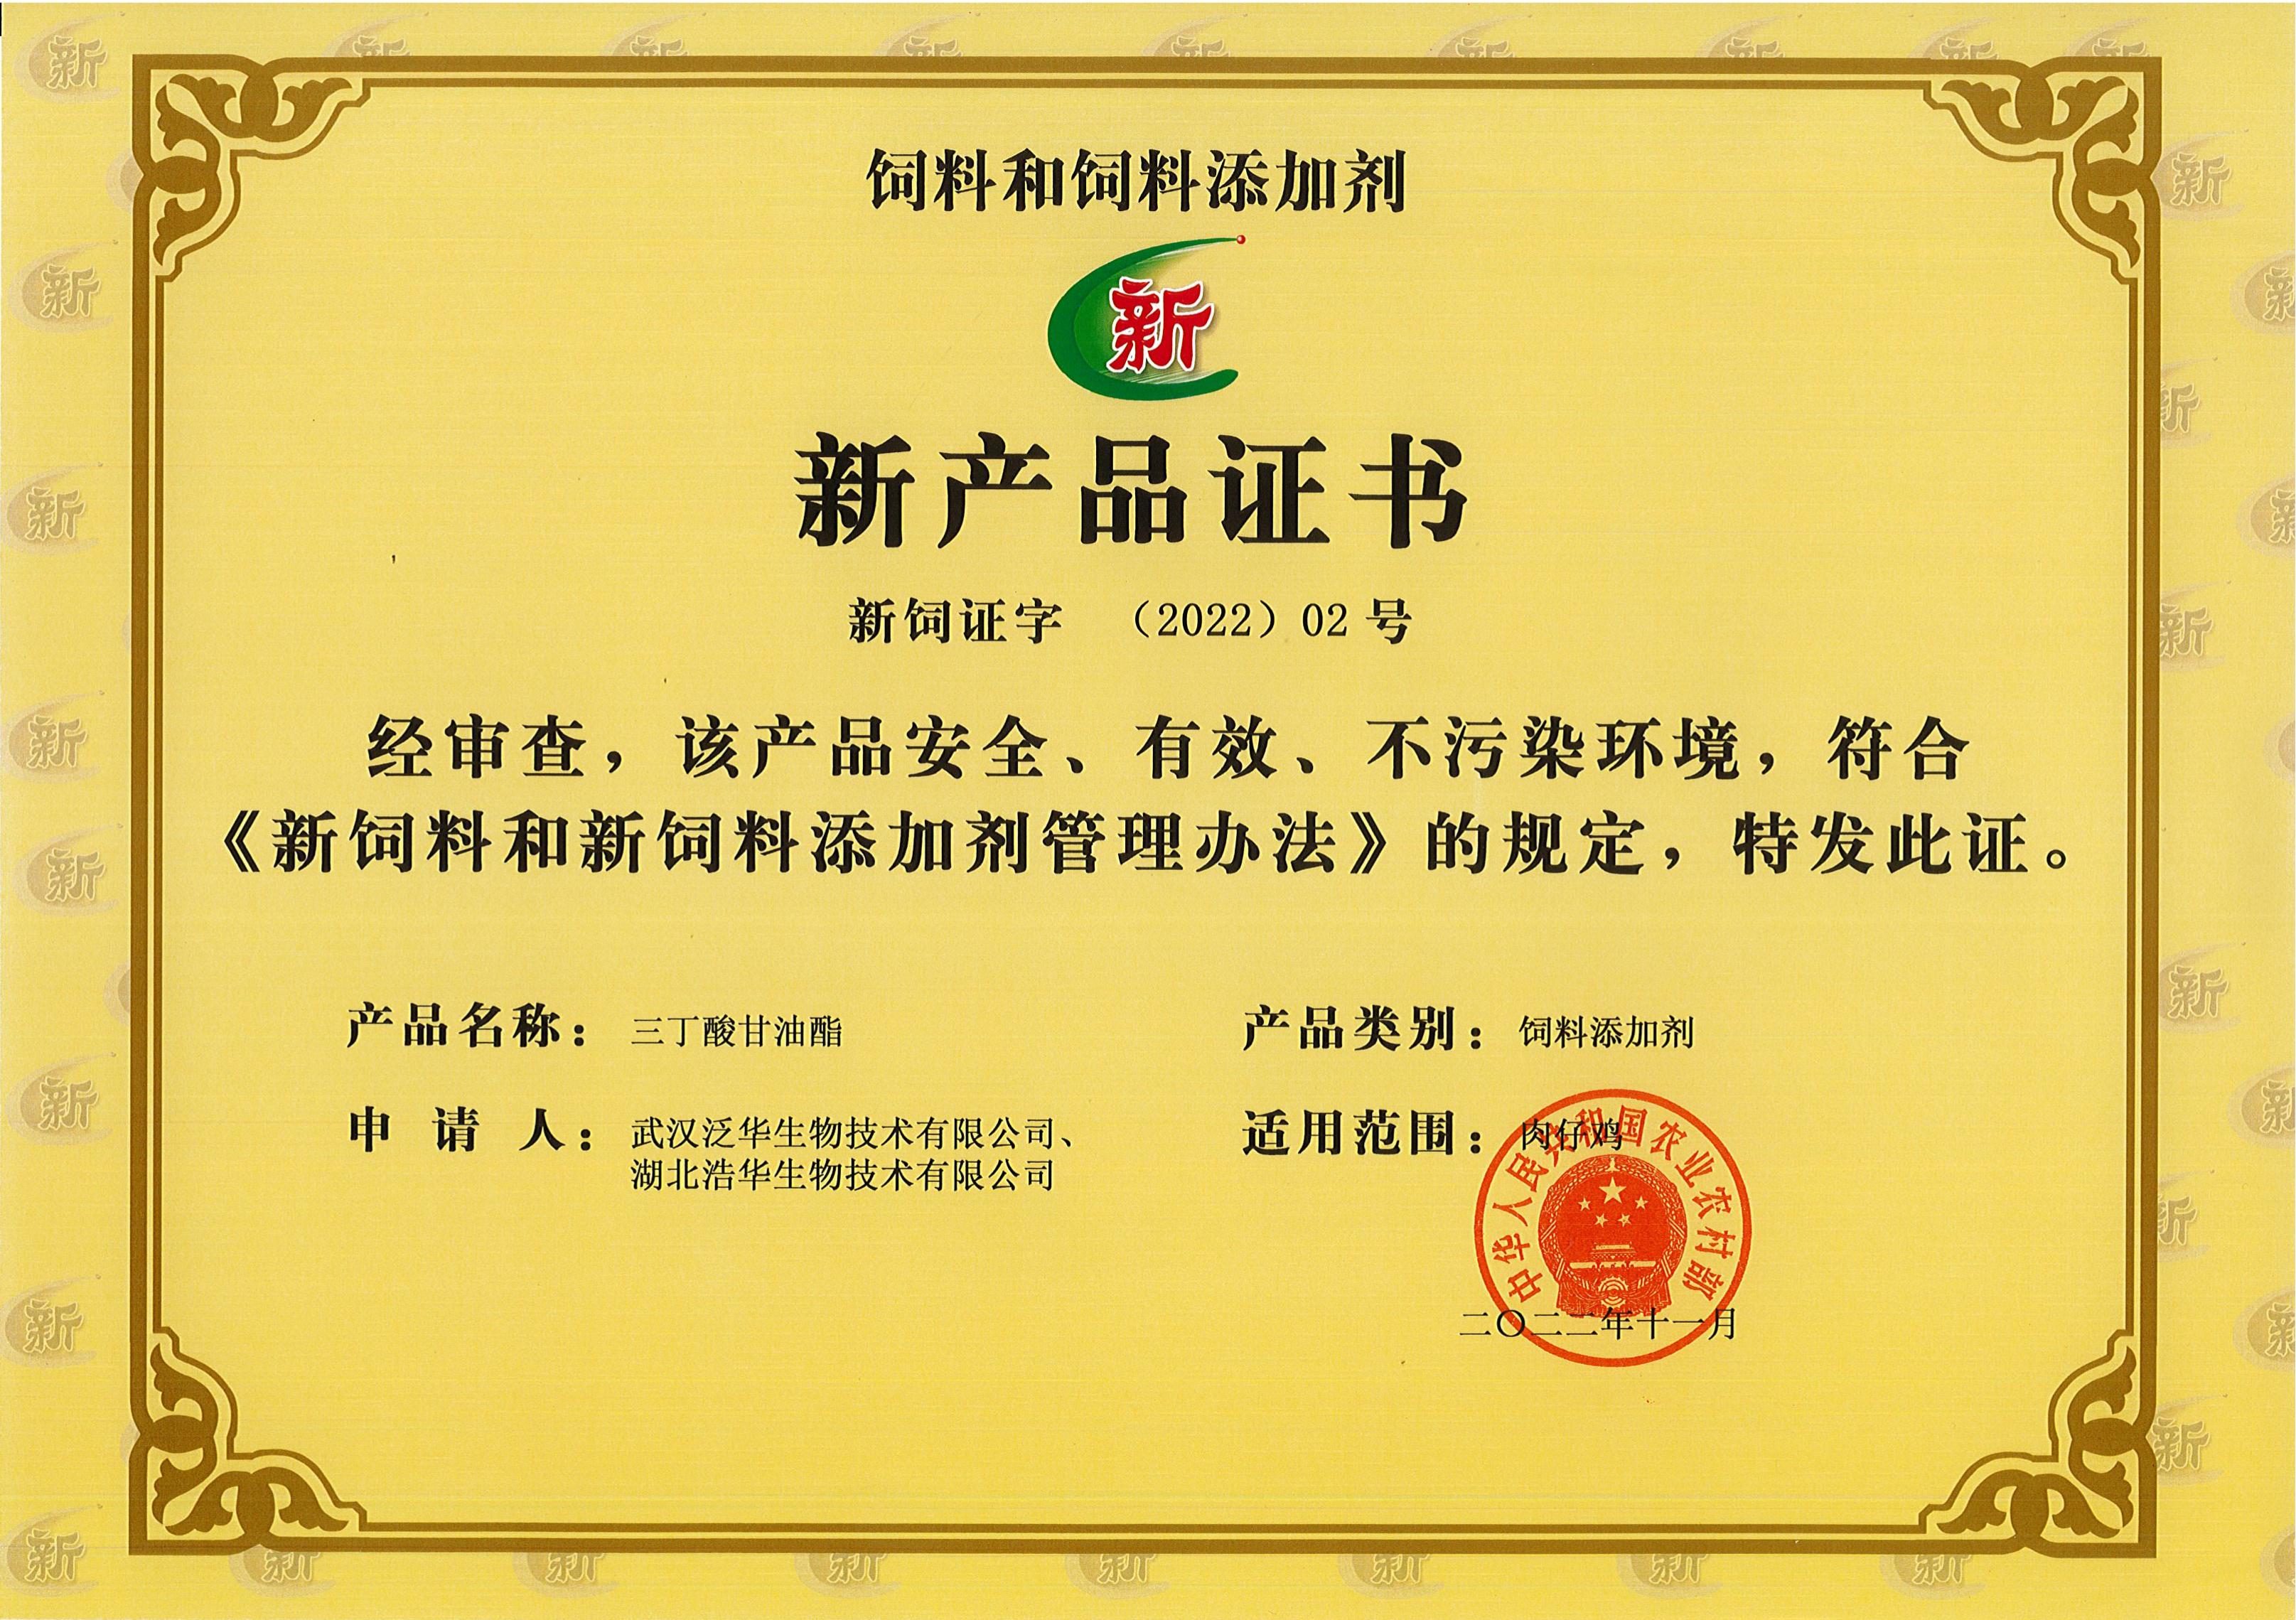 饲料和饲料添加剂
新
新产品证书
新饲证字 （2022）02 号
经审查，该产品安全、有效、不污染环境，符合
《新饲料和新饲料添加剂管理办法》的规定，特发此证。
产品名称： 三丁酸甘油酯
产品类别： 饲料添加剂
申 请 人： 武汉泛华生物技术有限公司、
湖北浩华生物技术有限公司
适用范围： 肉仔鸡
中华人民共和国农业农村部
二〇二二年十一月